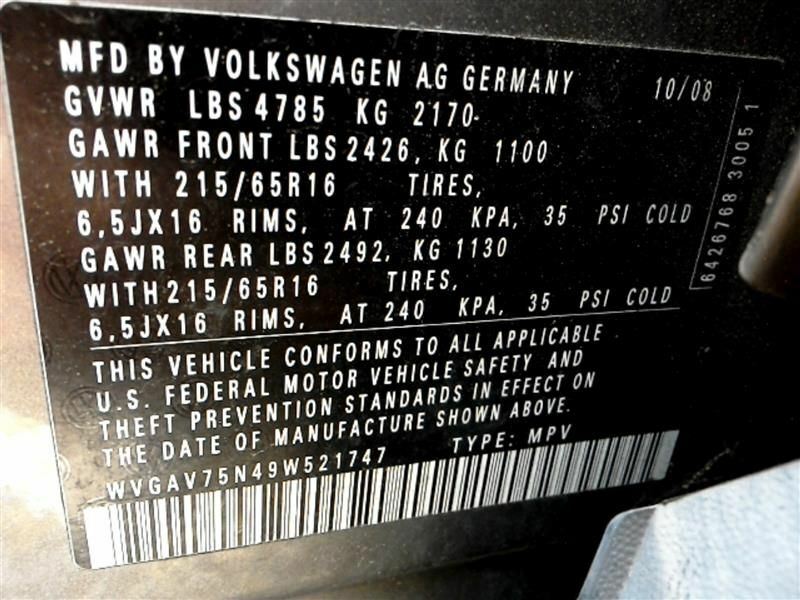 MFD BY VOLKSWAGEN AG GERMANY 10/08
GVWR LBS 4785 KG 2170-
GAWR FRONT LBS 2426, KG 1100
WITH 215/65R16 TIRES,
6,5JX16 RIMS, AT 240 KPA, 35 PSI COLD
GAWR REAR LBS 2492, KG 1130
WITH 215/65R16 TIRES,
6,5JX16 RIMS, AT 240 KPA, 35 PSI COLD
THIS VEHICLE CONFORMS TO ALL APPLICABLE
U.S. FEDERAL MOTOR VEHICLE SAFETY AND
THEFT PREVENTION STANDARDS IN EFFECT ON
THE DATE OF MANUFACTURE SHOWN ABOVE.
WVGAV75N49W521747 TYPE: MPV
6426768 3005 1